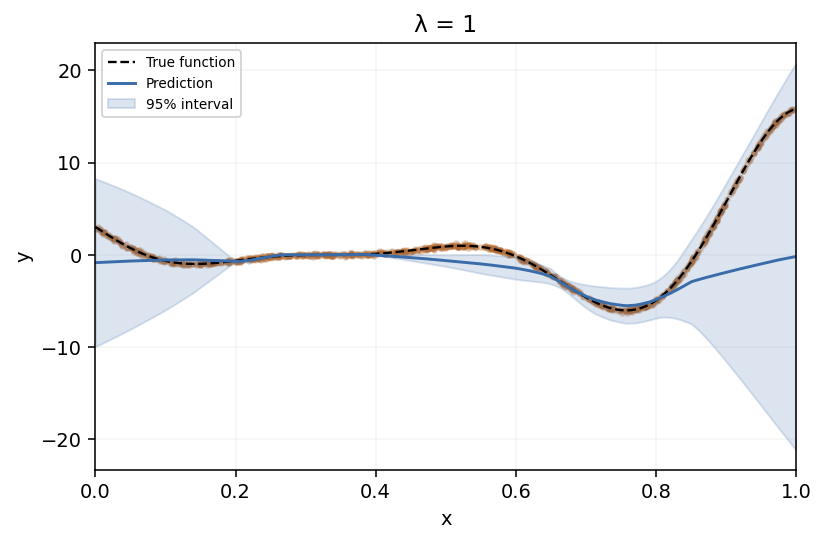 λ = 1
True function
Prediction
95% interval
y
20
10
0
−10
−20
0.0 0.2 0.4 0.6 0.8 1.0
x